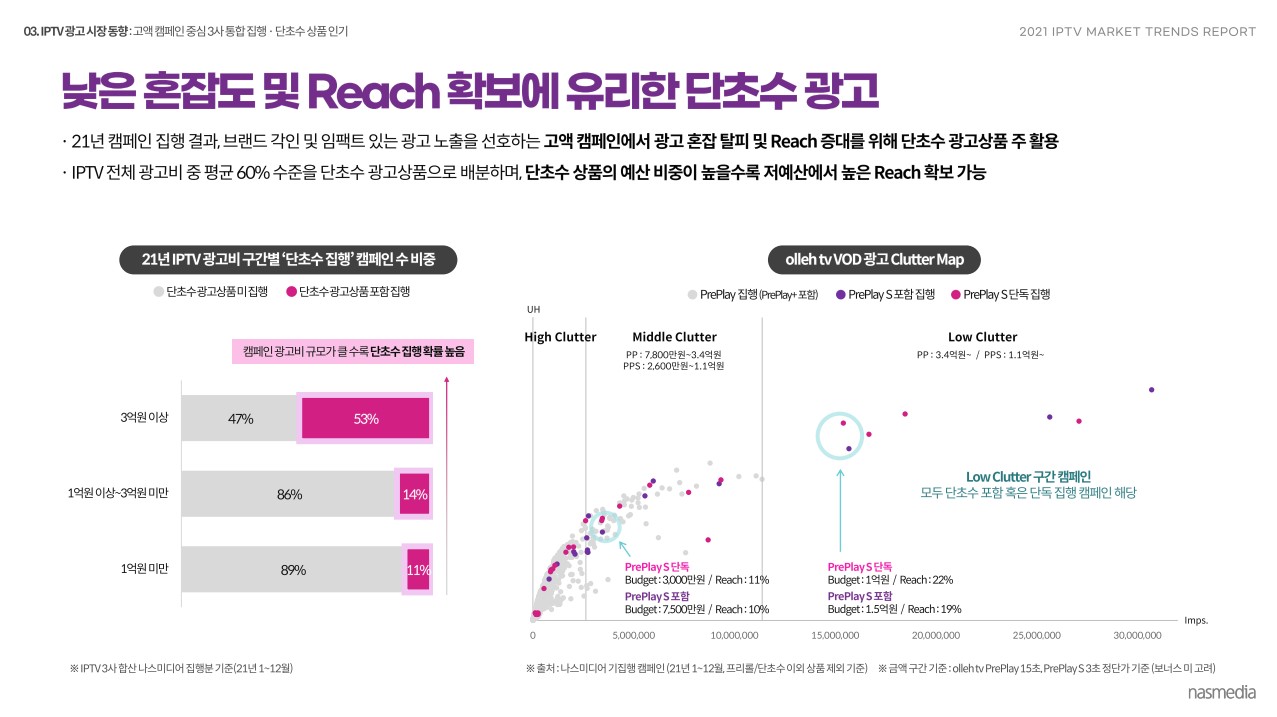 03. IPTV 광고 시장 동향 : 고액 캠페인 중심 3사 통합 집행 · 단초수 상품 인기
2021 IPTV MARKET TRENDS REPORT
낮은 혼잡도 및 Reach 확보에 유리한 단초수 광고
· 21년 캠페인 집행 결과, 브랜드 각인 및 임팩트 있는 광고 노출을 선호하는 고액 캠페인에서 광고 혼잡 탈피 및 Reach 증대를 위해 단초수 광고상품 주 활용
· IPTV 전체 광고비 중 평균 60% 수준을 단초수 광고상품으로 배분하며, 단초수 상품의 예산 비중이 높을수록 저예산에서 높은 Reach 확보 가능
21년 IPTV 광고비 구간별 ‘단초수 집행’ 캠페인 수 비중
단초수광고상품 미 집행
단초수광고상품 포함 집행
캠페인 광고비 규모가 클 수록 단초수 집행 확률 높음
3억원 이상
47%
53%
1억원 이상~3억원 미만
86%
14%
1억원 미만
89%
11%
※ IPTV 3사 합산 나스미디어 집행분 기준(21년 1~12월)
olleh tv VOD 광고 Clutter Map
PrePlay 집행 (PrePlay+ 포함)
PrePlay S 포함 집행
PrePlay S 단독 집행
UH
High Clutter
Middle Clutter
PP : 7,800만원~3.4억원
PPS : 2,600만원~1.1억원
Low Clutter
PP : 3.4억원~ / PPS : 1.1억원~
Low Clutter 구간 캠페인
모두 단초수 포함 혹은 단독 집행 캠페인 해당
PrePlay S 단독
Budget : 3,000만원 / Reach : 11%
PrePlay S 포함
Budget : 7,500만원 / Reach : 10%
PrePlay S 단독
Budget : 1억원 / Reach : 22%
PrePlay S 포함
Budget : 1.5억원 / Reach : 19%
Imps.
0
5,000,000
10,000,000
15,000,000
20,000,000
25,000,000
30,000,000
※ 출처 : 나스미디어 기집행 캠페인 (21년 1~12월, 프리롤/단초수 이외 상품 제외 기준)
※ 금액 구간 기준 : olleh tv PrePlay 15초, PrePlay S 3초 정단가 기준 (보너스 미 고려)
nasmedia